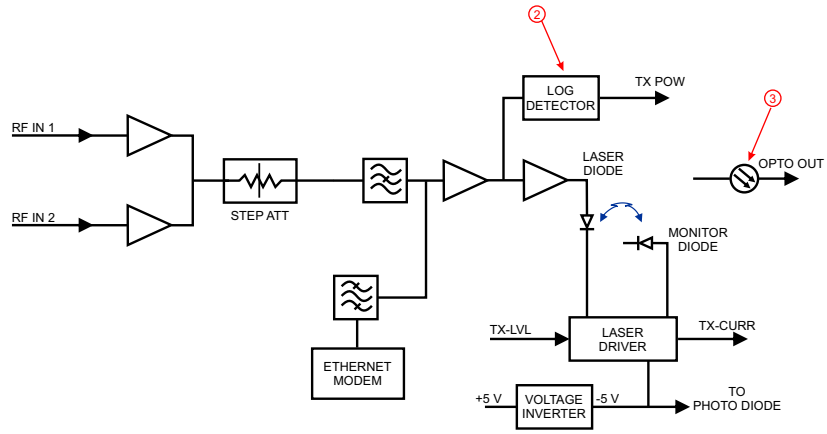 2
LOG
DETECTOR
TX POW
3
RF IN 1
LASER
DIODE
OPTO OUT
STEP ATT
RF IN 2
MONITOR
DIODE
TX-LVL
LASER
DRIVER
TX-CURR
ETHERNET
MODEM
+5 V
VOLTAGE
INVERTER
-5 V
TO
PHOTO DIODE